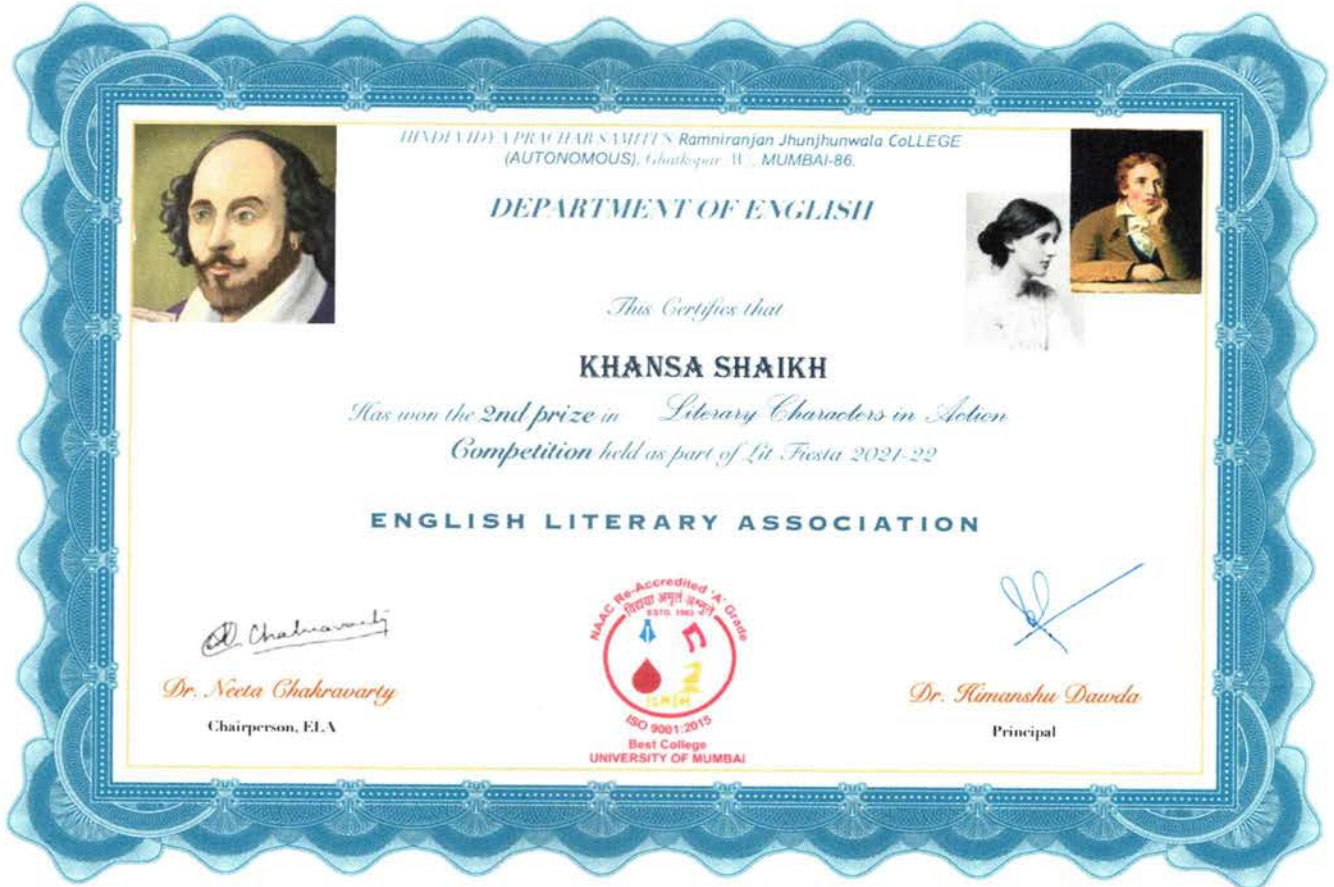 HINDI VIDYA PRACHAR SAMITI'S Ramniranjan Jhunjhunwala CoLLEGE
(AUTONOMOUS), Ghatkopar W , MUMBAI-86.
DEPARTMENT OF ENGLISH
This Certifies that
KHANSA SHAIKH
Has won the 2nd prize in Literary Characters in Action
Competition held as part of Lit Fiesta 2021-22
ENGLISH LITERARY ASSOCIATION
NAAC Re-Accredited 'A' Grade
ESTD. 1963
ISO 9001:2015
Best College
UNIVERSITY OF MUMBAI
Chakravarty
Dr. Neeta Chakravarty
Chairperson, ELA
Dr. Himanshu Dawda
Principal